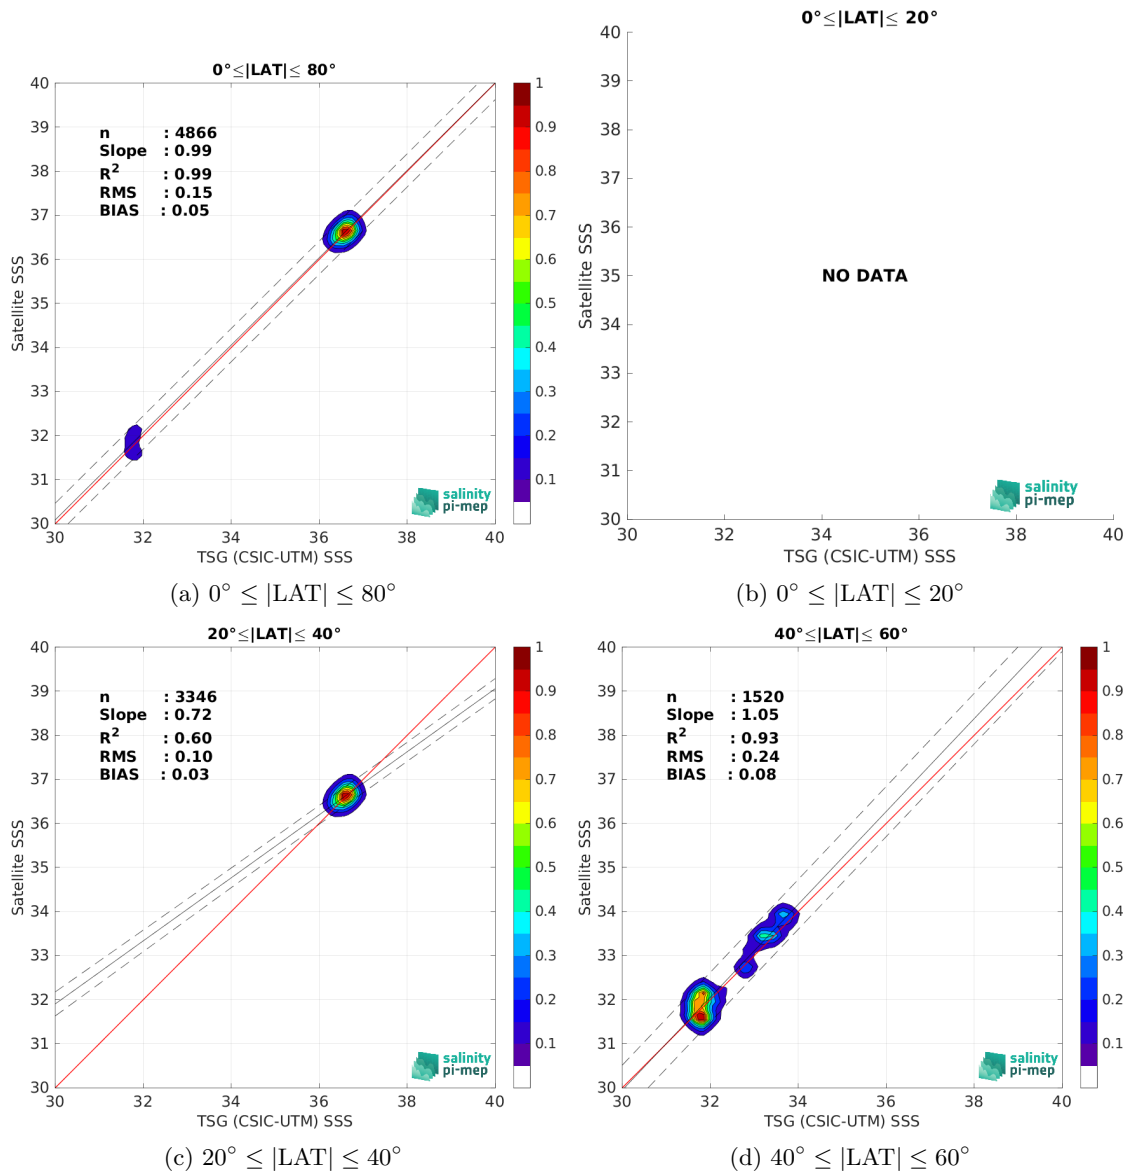 0°≤|LAT|≤ 80°
40
39
38
37
36
35
34
33
32
31
30
Satellite SSS
n : 4866
Slope : 0.99
R² : 0.99
RMS : 0.15
BIAS : 0.05
salinity
pi-mep
30 32 34 36 38 40
TSG (CSIC-UTM) SSS
1
0.9
0.8
0.7
0.6
0.5
0.4
0.3
0.2
0.1
(a) 0° ≤ |LAT| ≤ 80°
0°≤|LAT|≤ 20°
40
39
38
37
36
35
34
33
32
31
30
Satellite SSS
NO DATA
salinity
pi-mep
30 32 34 36 38 40
TSG (CSIC-UTM) SSS
(b) 0° ≤ |LAT| ≤ 20°
20°≤|LAT|≤ 40°
40
39
38
37
36
35
34
33
32
31
30
Satellite SSS
n : 3346
Slope : 0.72
R² : 0.60
RMS : 0.10
BIAS : 0.03
salinity
pi-mep
30 32 34 36 38 40
TSG (CSIC-UTM) SSS
1
0.9
0.8
0.7
0.6
0.5
0.4
0.3
0.2
0.1
(c) 20° ≤ |LAT| ≤ 40°
40°≤|LAT|≤ 60°
40
39
38
37
36
35
34
33
32
31
30
Satellite SSS
n : 1520
Slope : 1.05
R² : 0.93
RMS : 0.24
BIAS : 0.08
salinity
pi-mep
30 32 34 36 38 40
TSG (CSIC-UTM) SSS
1
0.9
0.8
0.7
0.6
0.5
0.4
0.3
0.2
0.1
(d) 40° ≤ |LAT| ≤ 60°